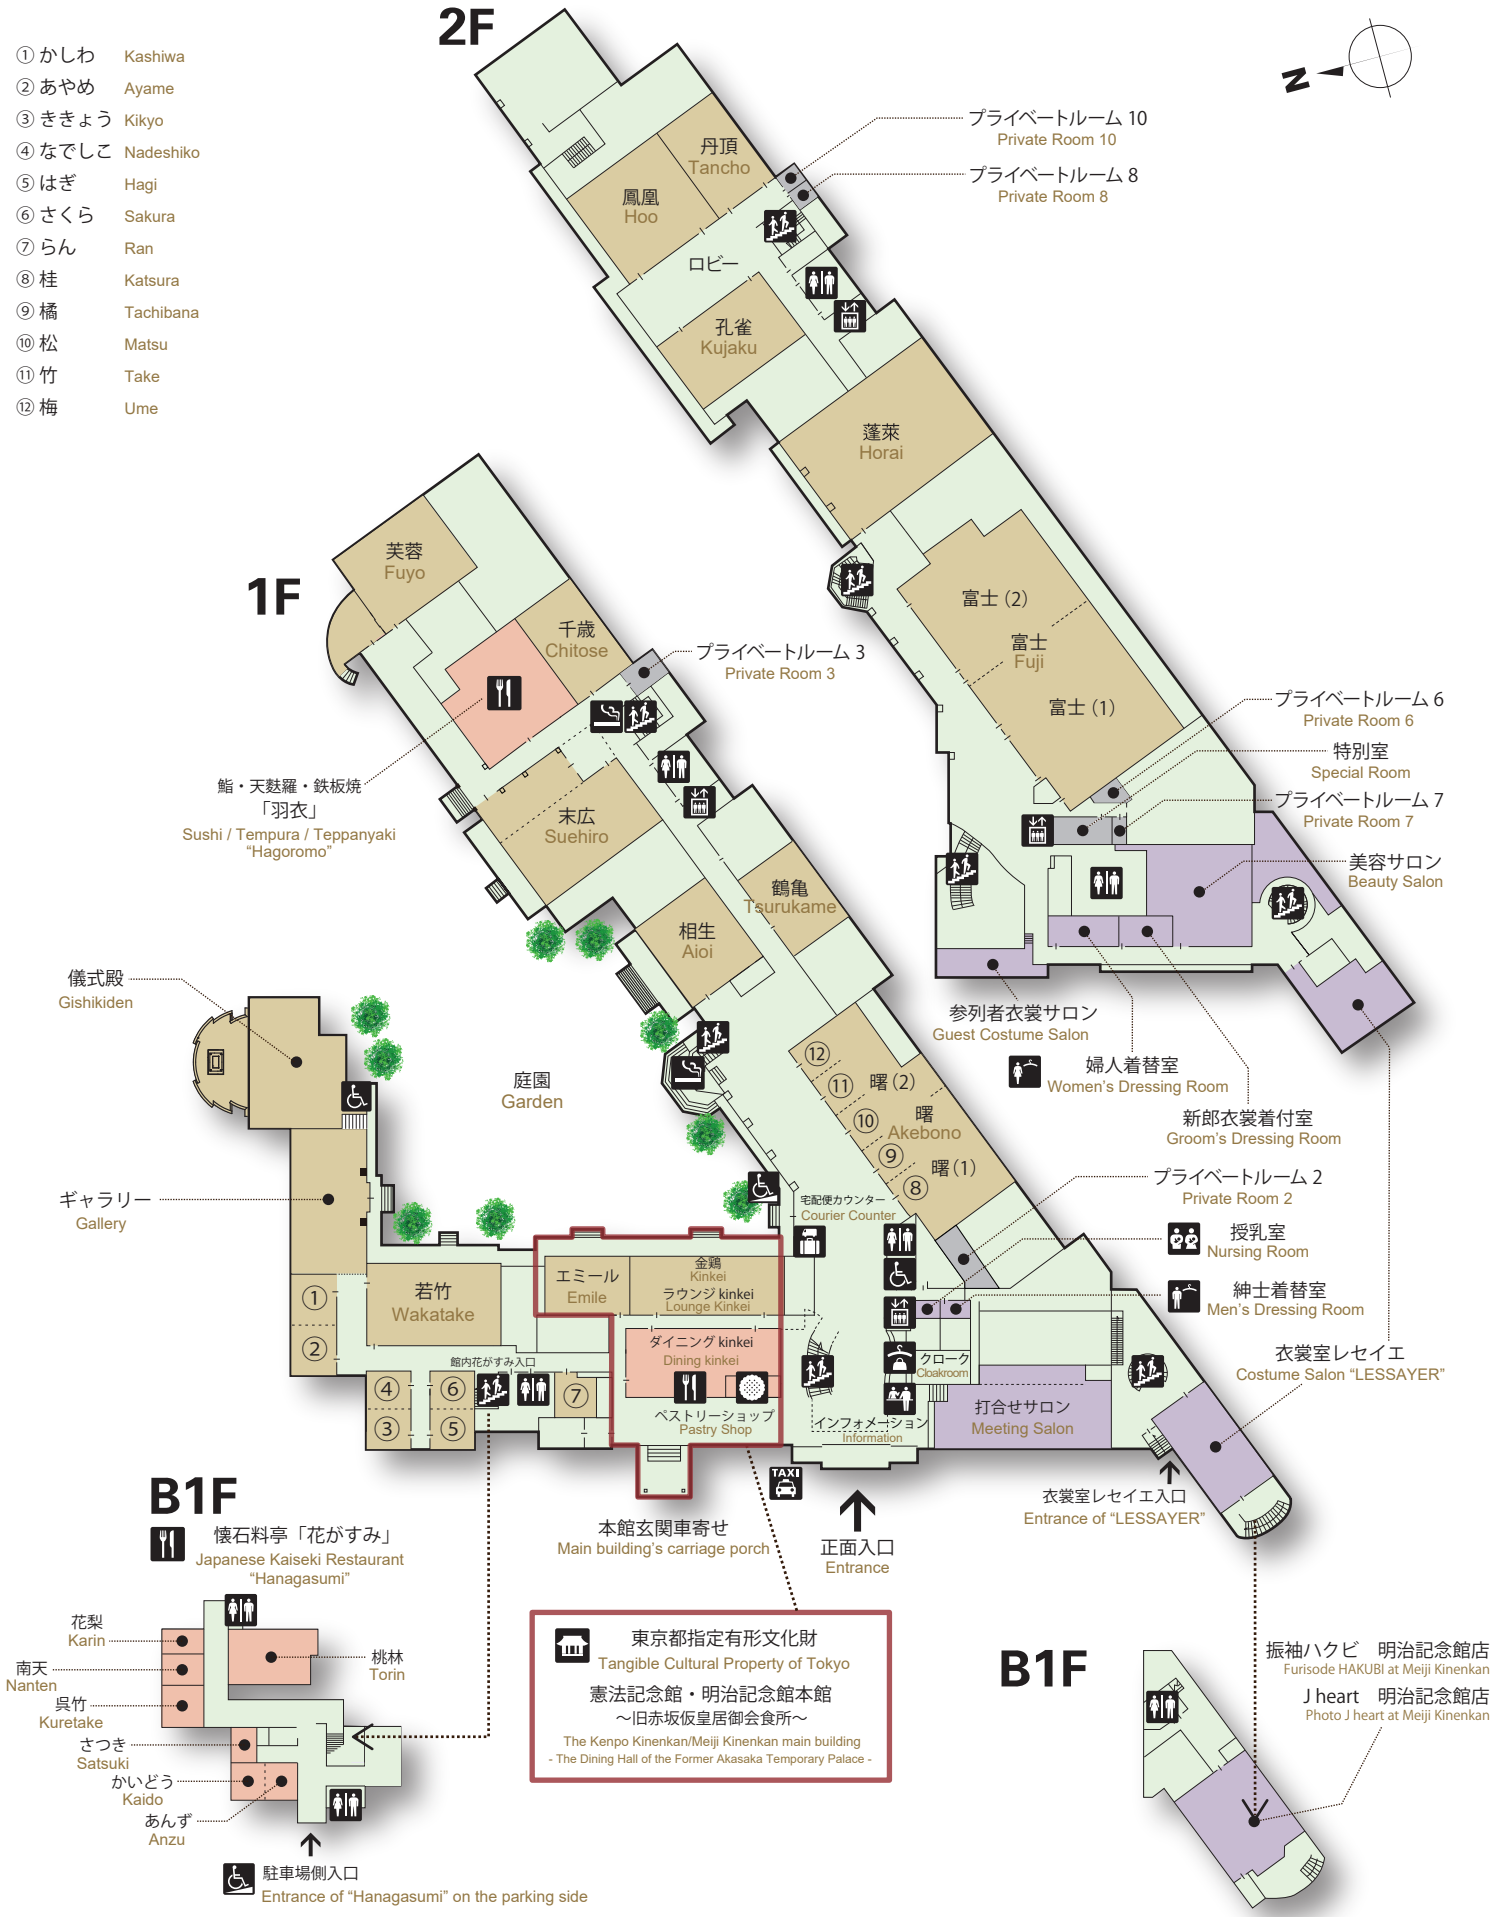 2F
① かしわ Kashiwa
② あやめ Ayame
③ ききょう Kikyo
④ なでしこ Nadeshiko
⑤ はぎ Hagi
⑥ さくら Sakura
⑦ らん Ran
⑧ 桂 Katsura
⑨ 橘 Tachibana
⑩ 松 Matsu
⑪ 竹 Take
⑫ 梅 Ume
N
プライベートルーム 10
Private Room 10
プライベートルーム 8
Private Room 8
丹頂
Tancho
鳳凰
Hoo
ロビー
孔雀
Kujaku
蓬萊
Horai
富士（2）
富士
Fuji
富士（1）
プライベートルーム 6
Private Room 6
特別室
Special Room
プライベートルーム 7
Private Room 7
美容サロン
Beauty Salon
参列者衣裳サロン
Guest Costume Salon
婦人着替室
Women's Dressing Room
新郎衣裳着付室
Groom's Dressing Room
1F
芙蓉
Fuyo
千歳
Chitose
プライベートルーム 3
Private Room 3
鮨・天麩羅・鉄板焼
「羽衣」
Sushi / Tempura / Teppanyaki
“Hagoromo”
末広
Suehiro
鶴亀
Tsurukame
相生
Aioi
儀式殿
Gishikiden
庭園
Garden
⑫
⑪
曙（2）
⑩
曙
Akebono
⑨
曙（1）
⑧
プライベートルーム 2
Private Room 2
宅配便カウンター
Courier Counter
授乳室
Nursing Room
紳士着替室
Men's Dressing Room
ギャラリー
Gallery
エミール
Emile
金鶏
Kinkei
ラウンジ kinkei
Lounge Kinkei
ダイニング kinkei
Dining kinkei
ペストリーショップ
Pastry Shop
若竹
Wakatake
館内花がすみ入口
①
②
④
⑥
③
⑤
⑦
クローク
Cloakroom
インフォメーション
Information
打合せサロン
Meeting Salon
衣裳室レセイエ
Costume Salon “LESSAYER”
衣裳室レセイエ入口
Entrance of “LESSAYER”
TAXI
本館玄関車寄せ
Main building's carriage porch
正面入口
Entrance
B1F
懐石料亭「花がすみ」
Japanese Kaiseki Restaurant
“Hanagasumi”
花梨
Karin
南天
Nanten
呉竹
Kuretake
さつき
Satsuki
かいどう
Kaido
あんず
Anzu
桃林
Torin
駐車場側入口
Entrance of “Hanagasumi” on the parking side
東京都指定有形文化財
Tangible Cultural Property of Tokyo
憲法記念館・明治記念館本館
～旧赤坂仮皇居御会食所～
The Kenpo Kinenkan/Meiji Kinenkan main building
- The Dining Hall of the Former Akasaka Temporary Palace -
B1F
振袖ハクビ 明治記念館店
Furisode HAKUBI at Meiji Kinenkan
J heart 明治記念館店
Photo J heart at Meiji Kinenkan